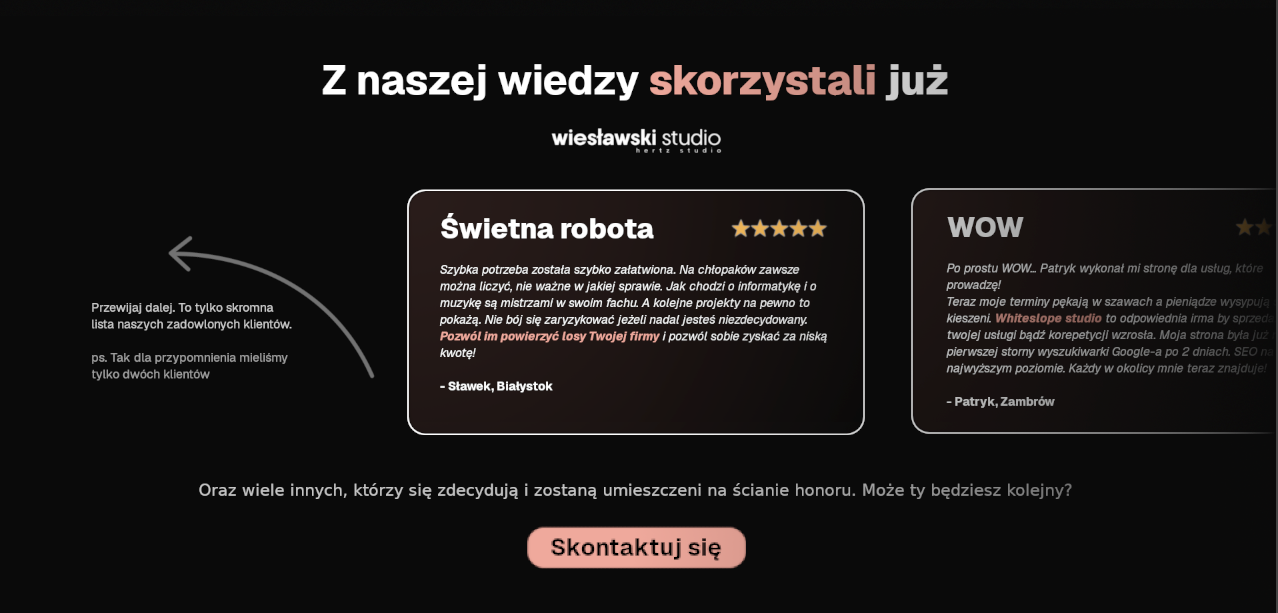 Z naszej wiedzy skorzystali już
wiesławski studio
hertz studio
Przewijaj dalej. To tylko skromna
lista naszych zadowlonych klientów.
ps. Tak dla przypomnienia mieliśmy
tylko dwóch klientów
Świetna robota
Szybka potrzeba została szybko załatwiona. Na chłopaków zawsze
można liczyć, nie ważne w jakiej sprawie. Jak chodzi o informatykę i o
muzykę są mistrzami w swoim fachu. A kolejne projekty na pewno to
pokażą. Nie bój się zaryzykować jeżeli nadal jesteś niezdecydowany.
Pozwól im powierzyć losy Twojej firmy i pozwól sobie zyskać za niską
kwotę!
- Sławek, Białystok
WOW
Po prostu WOW... Patryk wykonał mi stronę dla usług, które
prowadzę!
Teraz moje terminy pękają w szawach a pieniądze wysypują
kieszeni. Whiteslope studio to odpowiednia irma by sprzeda
twojej usługi bądź korepetycji wzrosła. Moja strona była już
pierwszej storny wyszukiwarki Google-a po 2 dniach. SEO na
najwyższym poziomie. Każdy w okolicy mnie teraz znajduje!
- Patryk, Zambrów
Oraz wiele innych, którzy się zdecydują i zostaną umieszczeni na ścianie honoru. Może ty będziesz kolejny?
Skontaktuj się